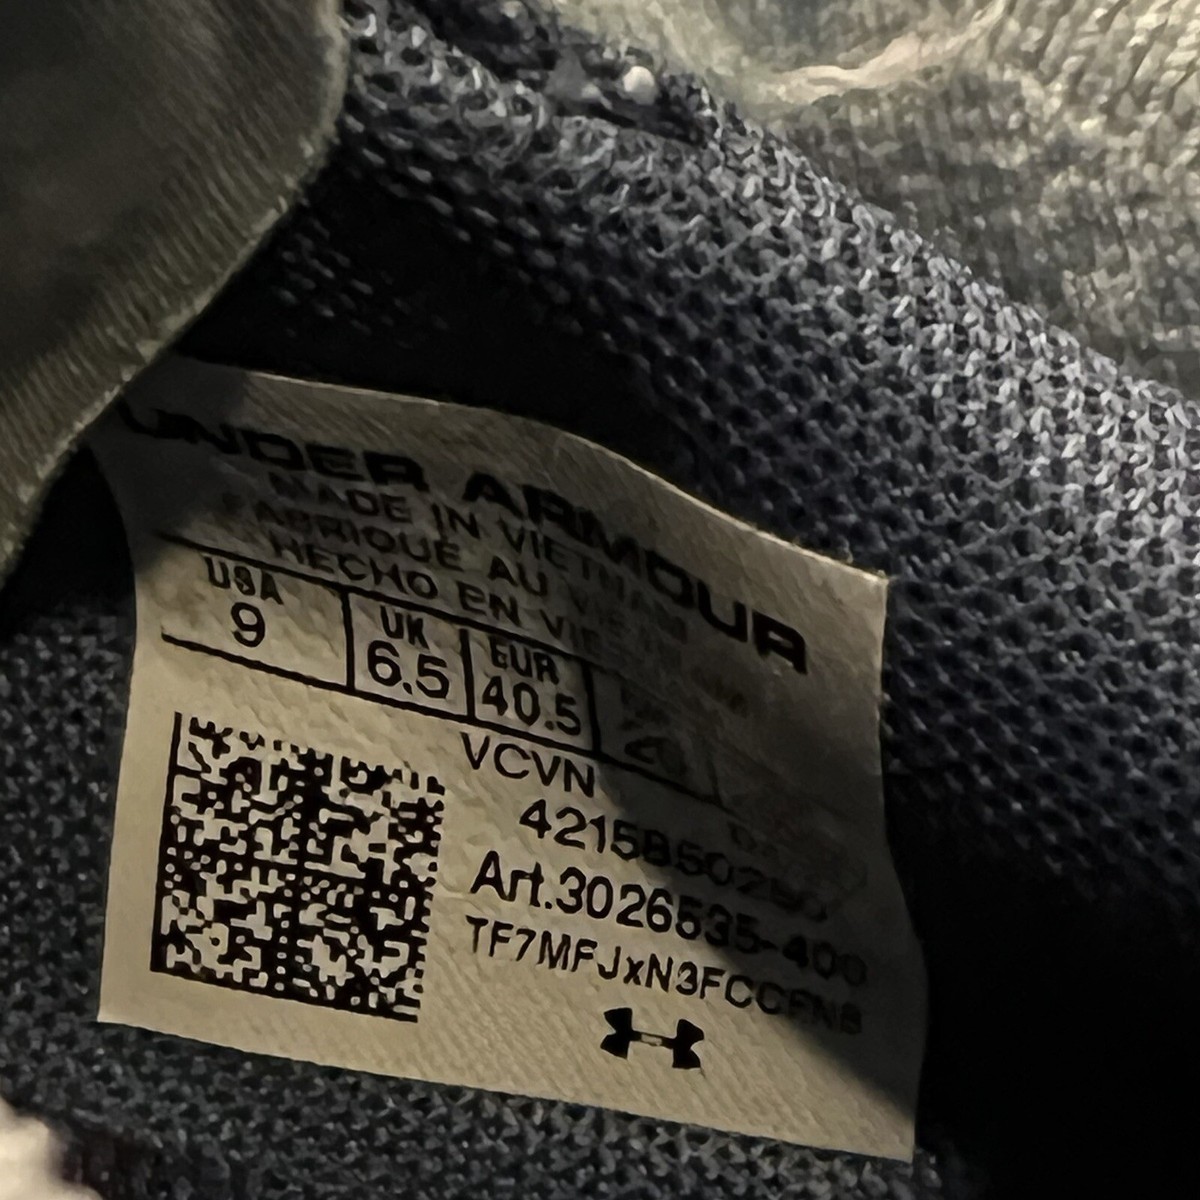 UNDER ARMOUR
MADE IN VIETNAM
FABRIQUÉ AU VIETNAM
HECHO EN VIETNAM
USA UK EUR
9 6.5 40.5
VCVN
Art.3026535-400